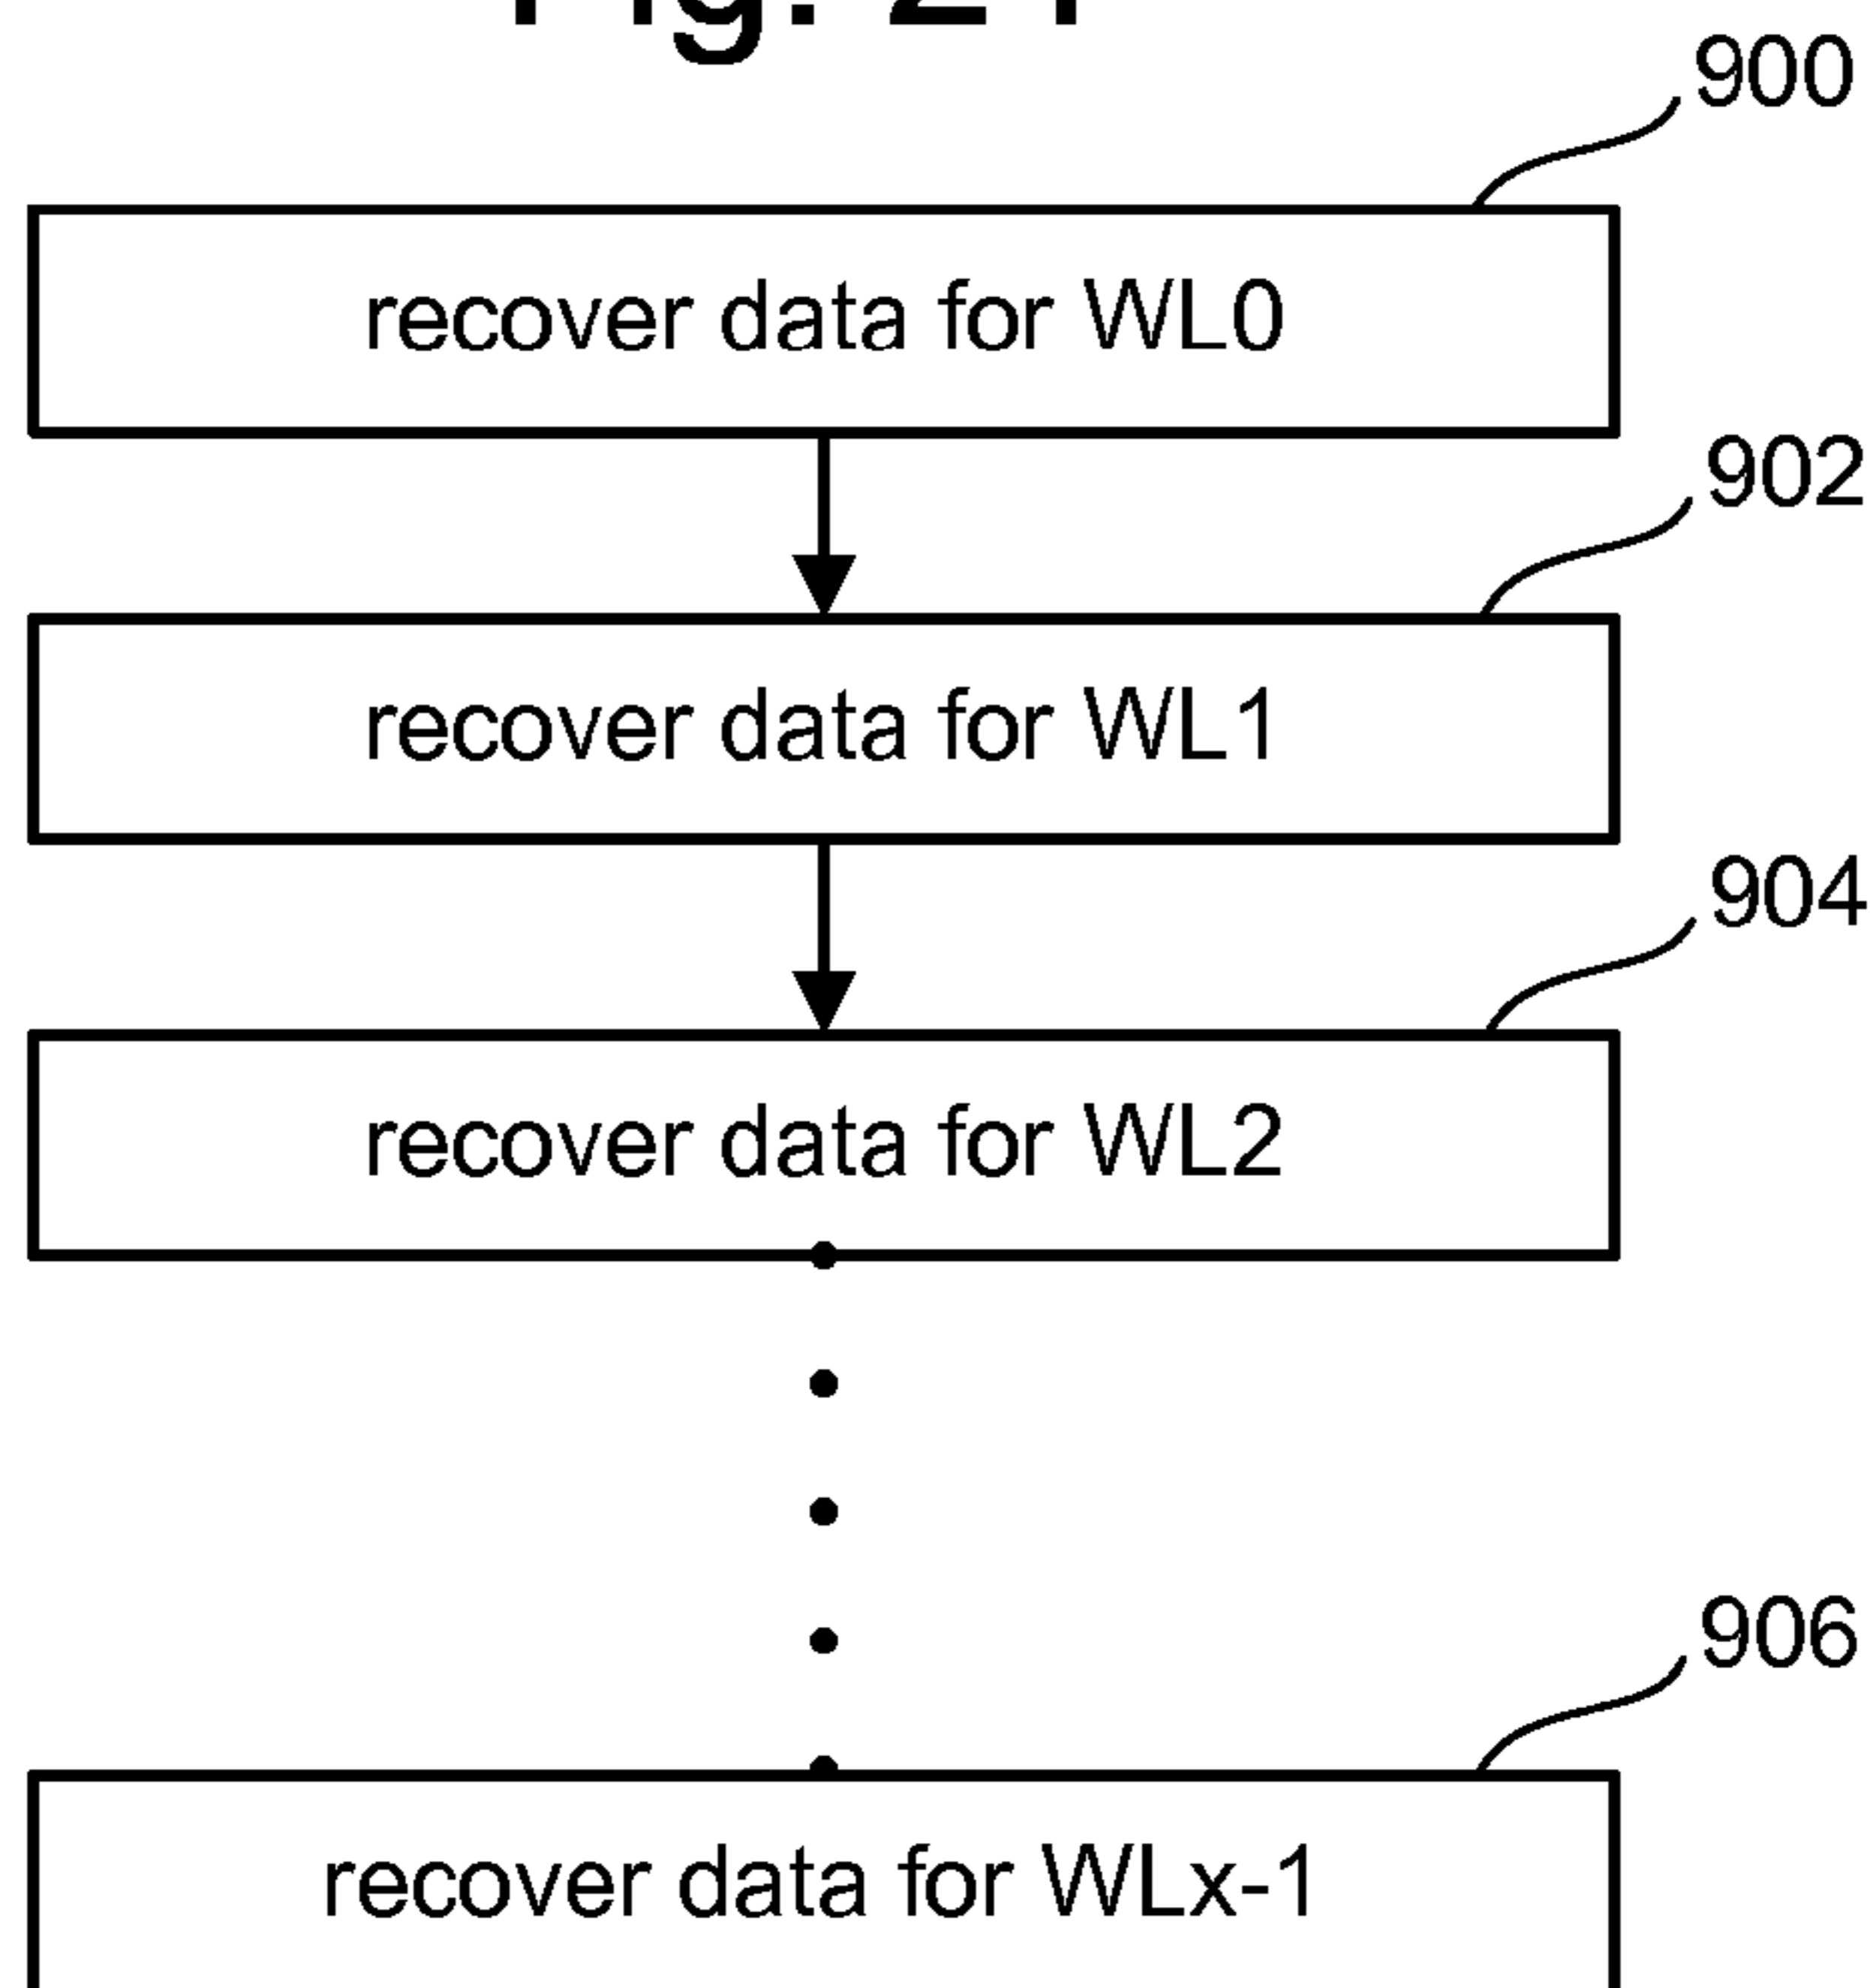 900
recover data for WL0
902
recover data for WL1
904
recover data for WL2
906
recover data for WLx-1